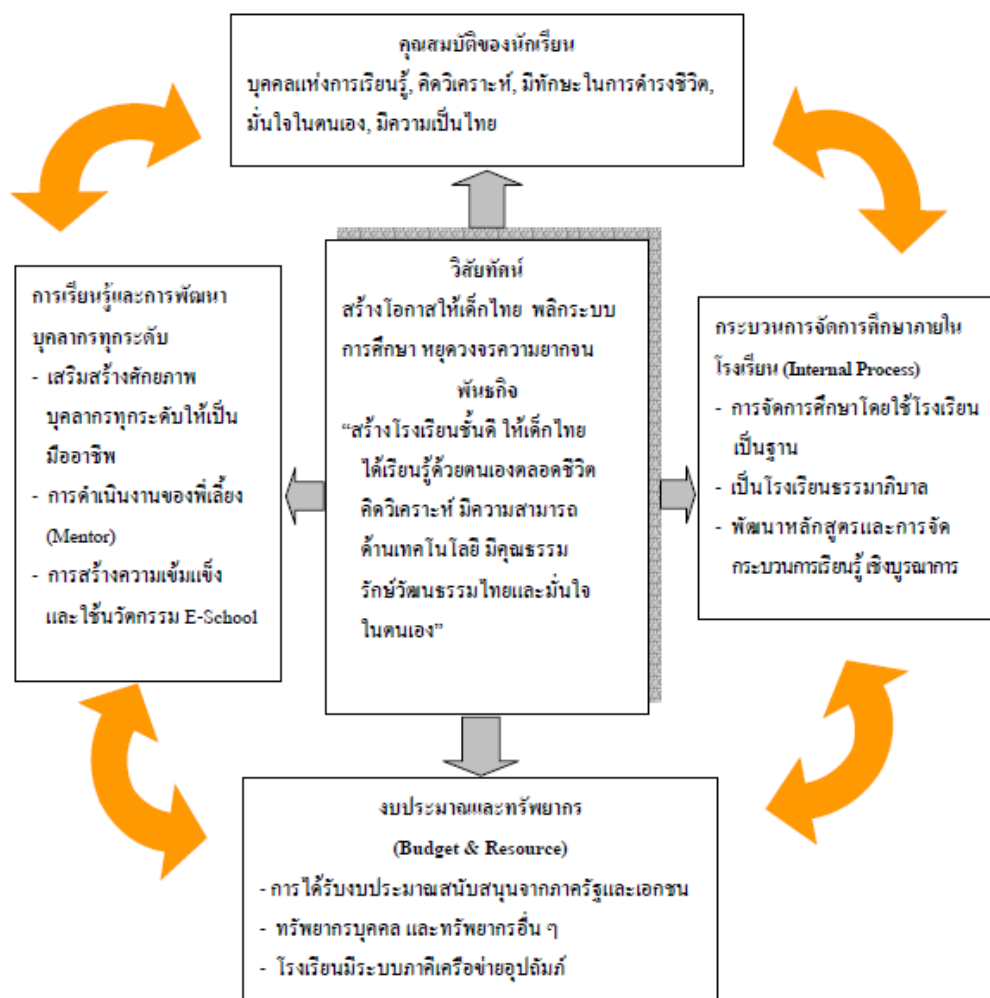 คุณสมบัติของนักเรียน
บุคคลแห่งการเรียนรู้, คิดวิเคราะห์, มีทักษะในการดำรงชีวิต,
มั่นใจในตนเอง, มีความเป็นไทย
การเรียนรู้และการพัฒนา
บุคลากรทุกระดับ
- เสริมสร้างศักยภาพ
บุคลากรทุกระดับให้เป็น
มืออาชีพ
- การดำเนินงานของพี่เลี้ยง
(Mentor)
- การสร้างความเข้มแข็ง
และใช้นวัตกรรม E-School
วิสัยทัศน์
สร้างโอกาสให้เด็กไทย พลิกระบบ
การศึกษา หยุดวงจรความยากจน
พันธกิจ
“สร้างโรงเรียนชั้นดี ให้เด็กไทย
ได้เรียนรู้ด้วยตนเองตลอดชีวิต
คิดวิเคราะห์ มีความสามารถ
ด้านเทคโนโลยี มีคุณธรรม
รักษ์วัฒนธรรมไทยและมั่นใจ
ในตนเอง”
กระบวนการจัดการศึกษาภายใน
โรงเรียน (Internal Process)
- การจัดการศึกษาโดยใช้โรงเรียน
เป็นฐาน
- เป็นโรงเรียนธรรมาภิบาล
- พัฒนาหลักสูตรและการจัด
กระบวนการเรียนรู้ เชิงบูรณาการ
งบประมาณและทรัพยากร
(Budget & Resource)
- การได้รับงบประมาณสนับสนุนจากภาครัฐและเอกชน
- ทรัพยากรบุคคล และทรัพยากรอื่น ๆ
- โรงเรียนมีระบบภาคีเครือข่ายอุปถัมภ์